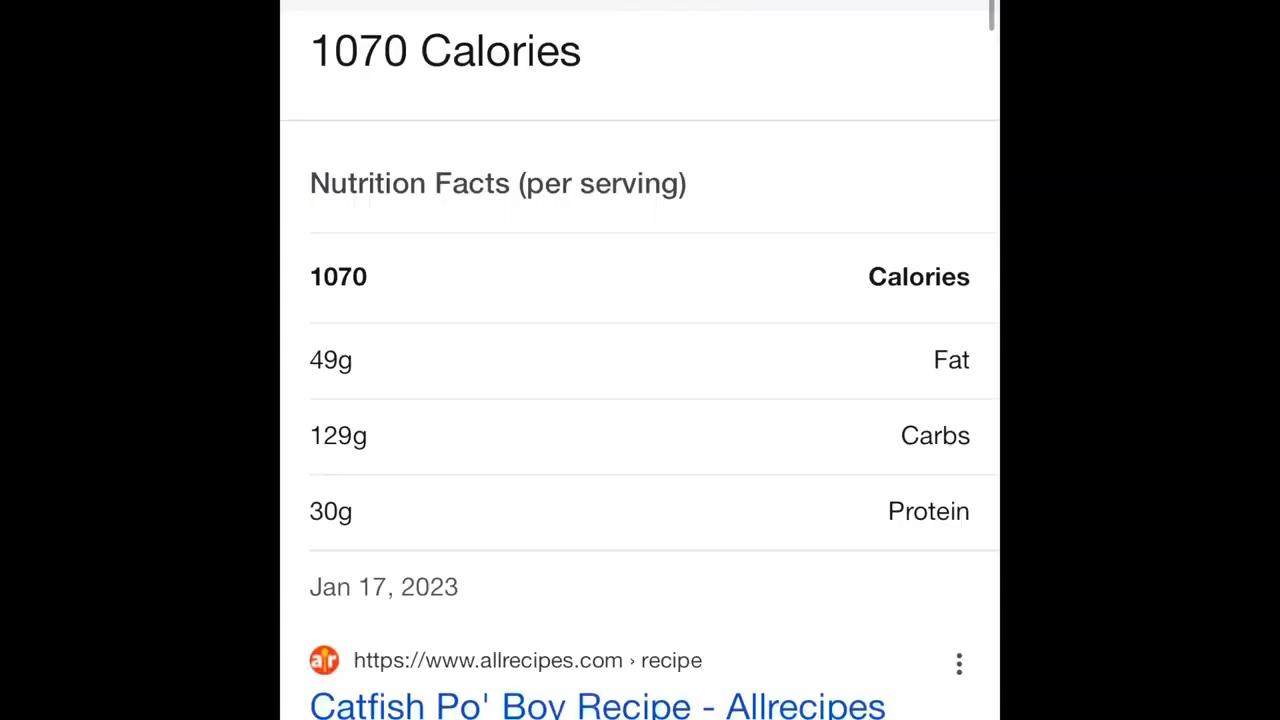 1070 Calories
Nutrition Facts (per serving)
1070 Calories
49g Fat
129g Carbs
30g Protein
Jan 17, 2023
ar https://www.allrecipes.com › recipe
Catfish Po' Boy Recipe - Allrecipes